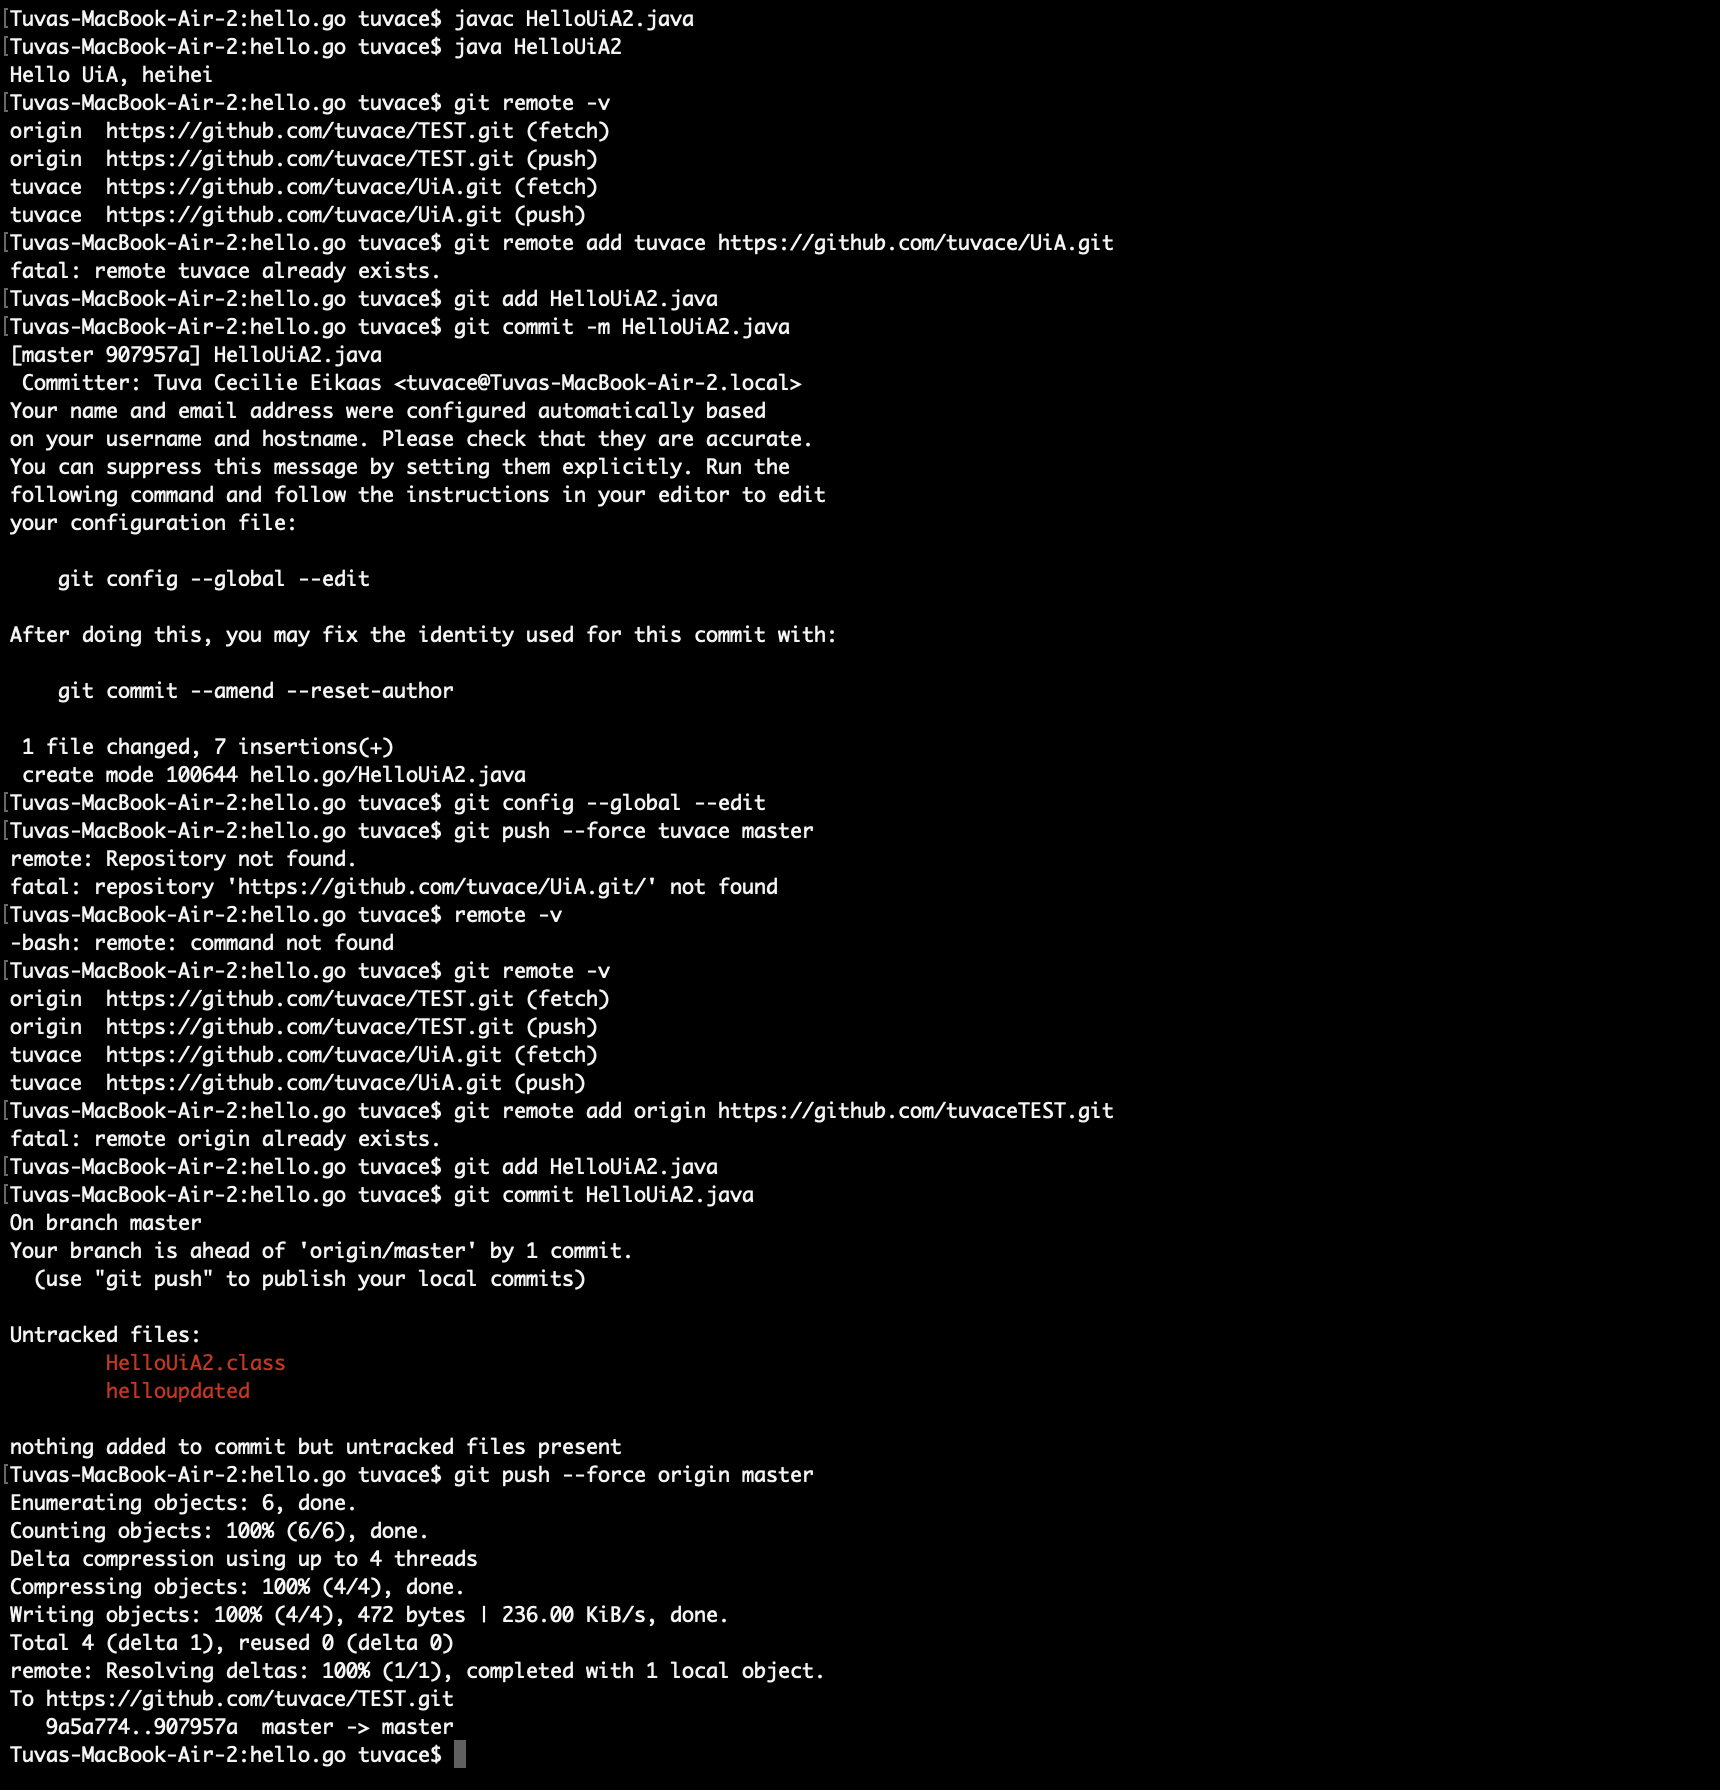 [Tuvas-MacBook-Air-2:hello.go tuvace$ javac HelloUiA2.java
[Tuvas-MacBook-Air-2:hello.go tuvace$ java HelloUiA2
Hello UiA, heihei
[Tuvas-MacBook-Air-2:hello.go tuvace$ git remote -v
origin  https://github.com/tuvace/TEST.git (fetch)
origin  https://github.com/tuvace/TEST.git (push)
tuvace  https://github.com/tuvace/UiA.git (fetch)
tuvace  https://github.com/tuvace/UiA.git (push)
[Tuvas-MacBook-Air-2:hello.go tuvace$ git remote add tuvace https://github.com/tuvace/UiA.git
fatal: remote tuvace already exists.
[Tuvas-MacBook-Air-2:hello.go tuvace$ git add HelloUiA2.java
[Tuvas-MacBook-Air-2:hello.go tuvace$ git commit -m HelloUiA2.java
[master 907957a] HelloUiA2.java
 Committer: Tuva Cecilie Eikaas <tuvace@Tuvas-MacBook-Air-2.local>
Your name and email address were configured automatically based
on your username and hostname. Please check that they are accurate.
You can suppress this message by setting them explicitly. Run the
following command and follow the instructions in your editor to edit
your configuration file:

    git config --global --edit

After doing this, you may fix the identity used for this commit with:

    git commit --amend --reset-author

 1 file changed, 7 insertions(+)
 create mode 100644 hello.go/HelloUiA2.java
[Tuvas-MacBook-Air-2:hello.go tuvace$ git config --global --edit
[Tuvas-MacBook-Air-2:hello.go tuvace$ git push --force tuvace master
remote: Repository not found.
fatal: repository 'https://github.com/tuvace/UiA.git/' not found
[Tuvas-MacBook-Air-2:hello.go tuvace$ remote -v
-bash: remote: command not found
[Tuvas-MacBook-Air-2:hello.go tuvace$ git remote -v
origin  https://github.com/tuvace/TEST.git (fetch)
origin  https://github.com/tuvace/TEST.git (push)
tuvace  https://github.com/tuvace/UiA.git (fetch)
tuvace  https://github.com/tuvace/UiA.git (push)
[Tuvas-MacBook-Air-2:hello.go tuvace$ git remote add origin https://github.com/tuvaceTEST.git
fatal: remote origin already exists.
[Tuvas-MacBook-Air-2:hello.go tuvace$ git add HelloUiA2.java
[Tuvas-MacBook-Air-2:hello.go tuvace$ git commit HelloUiA2.java
On branch master
Your branch is ahead of 'origin/master' by 1 commit.
  (use "git push" to publish your local commits)

Untracked files:
        HelloUiA2.class
        helloupdated

nothing added to commit but untracked files present
[Tuvas-MacBook-Air-2:hello.go tuvace$ git push --force origin master
Enumerating objects: 6, done.
Counting objects: 100% (6/6), done.
Delta compression using up to 4 threads
Compressing objects: 100% (4/4), done.
Writing objects: 100% (4/4), 472 bytes | 236.00 KiB/s, done.
Total 4 (delta 1), reused 0 (delta 0)
remote: Resolving deltas: 100% (1/1), completed with 1 local object.
To https://github.com/tuvace/TEST.git
   9a5a774..907957a  master -> master
Tuvas-MacBook-Air-2:hello.go tuvace$